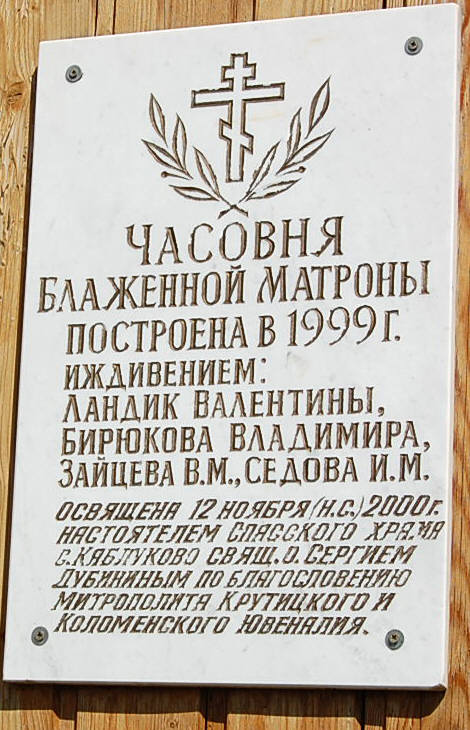 ЧАСОВНЯ
БЛАЖЕННОЙ МАТРОНЫ
ПОСТРОЕНА В 1999 Г.
ИЖДИВЕНИЕМ:
ЛАНДИК ВАЛЕНТИНЫ,
БИРЮКОВА ВЛАДИМИРА,
ЗАЙЦЕВА В.М., СЕДОВА И.М.
ОСВЯЩЕНА 12 НОЯБРЯ (Н.С.) 2000 Г.
НАСТОЯТЕЛЕМ СПАССКОГО ХРАМА
С. КАБЛУКОВО СВЯЩ. О. СЕРГИЕМ
ДУБИНИНЫМ ПО БЛАГОСЛОВЕНИЮ
МИТРОПОЛИТА КРУТИЦКОГО И
КОЛОМЕНСКОГО ЮВЕНАЛИЯ.